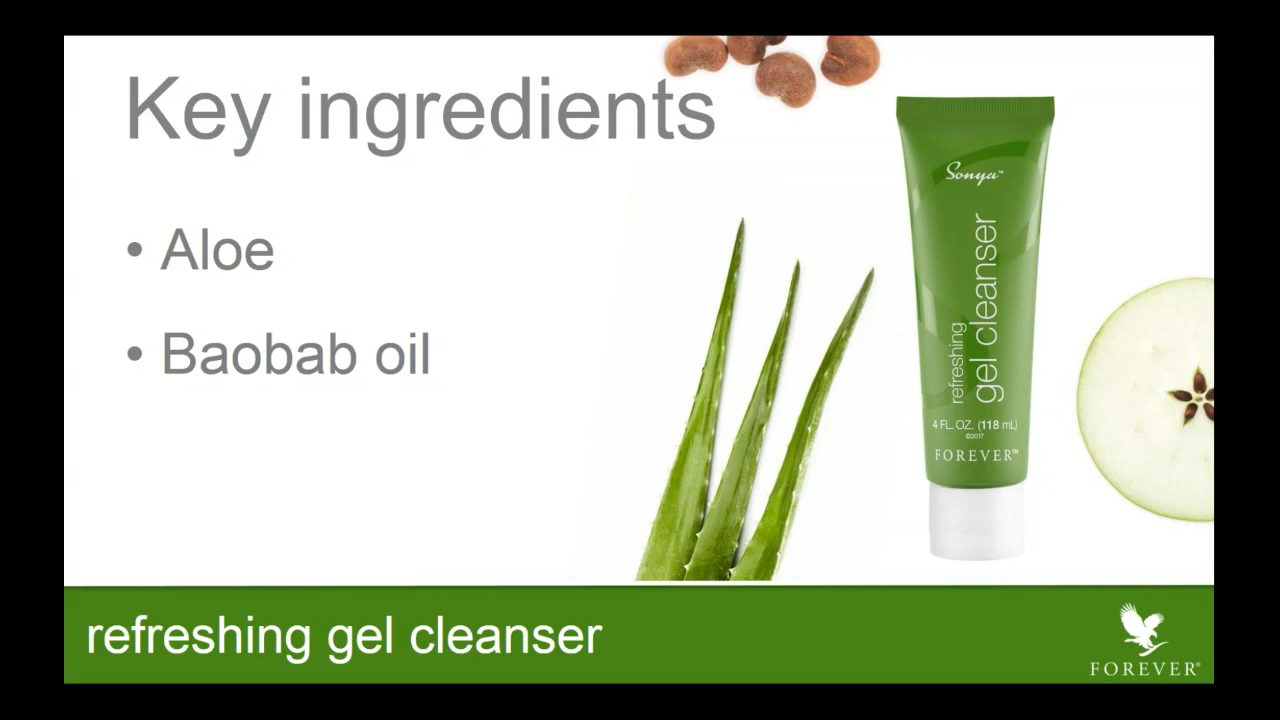 Key ingredients
• Aloe
• Baobab oil
Sonya™
refreshing
gel cleanser
4 FL. OZ. (118 mL)
©2017
FOREVER™
refreshing gel cleanser
FOREVER®